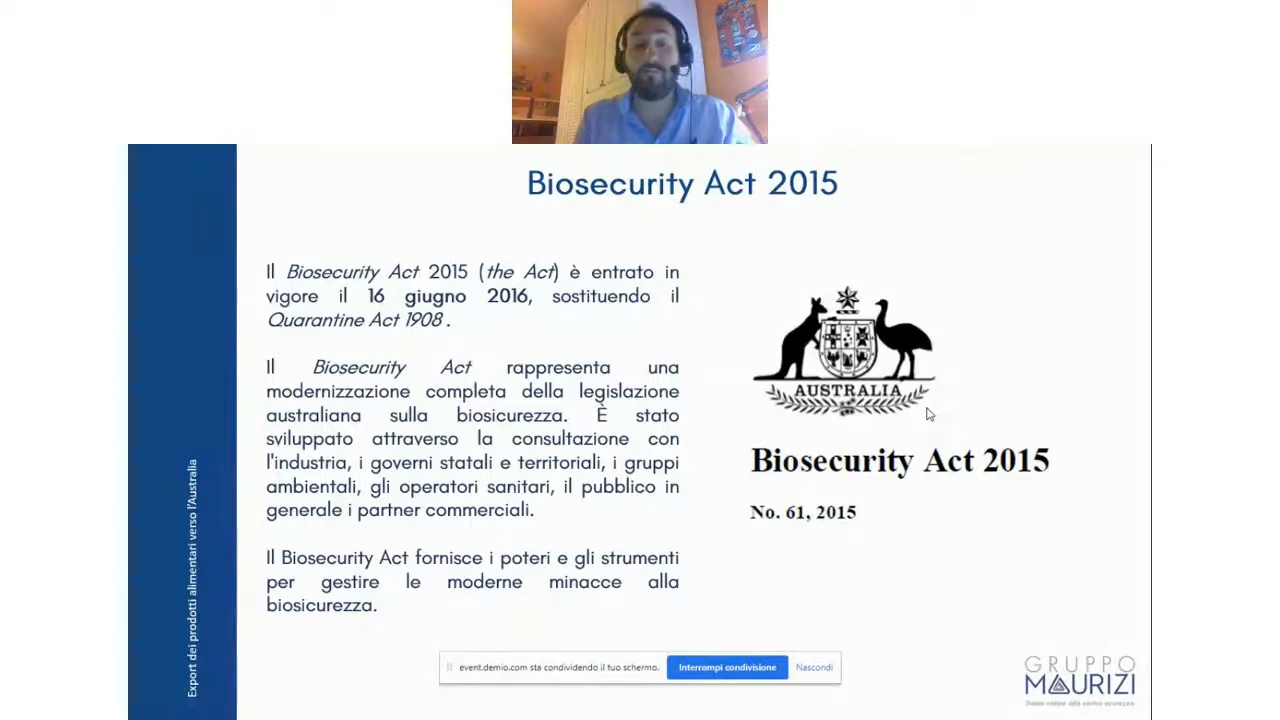 Biosecurity Act 2015
Il Biosecurity Act 2015 (the Act) è entrato in
vigore il 16 giugno 2016, sostituendo il
Quarantine Act 1908 .
Il Biosecurity Act rappresenta una
modernizzazione completa della legislazione
australiana sulla biosicurezza. È stato
sviluppato attraverso la consultazione con
l'industria, i governi statali e territoriali, i gruppi
ambientali, gli operatori sanitari, il pubblico in
generale i partner commerciali.
Il Biosecurity Act fornisce i poteri e gli strumenti
per gestire le moderne minacce alla
biosicurezza.
AUSTRALIA
Biosecurity Act 2015
No. 61, 2015
Export dei prodotti alimentari verso l'Australia
event.demio.com sta condividendo il tuo schermo.
Interrompi condivisione
Nascondi
GRUPPO
MAURIZI